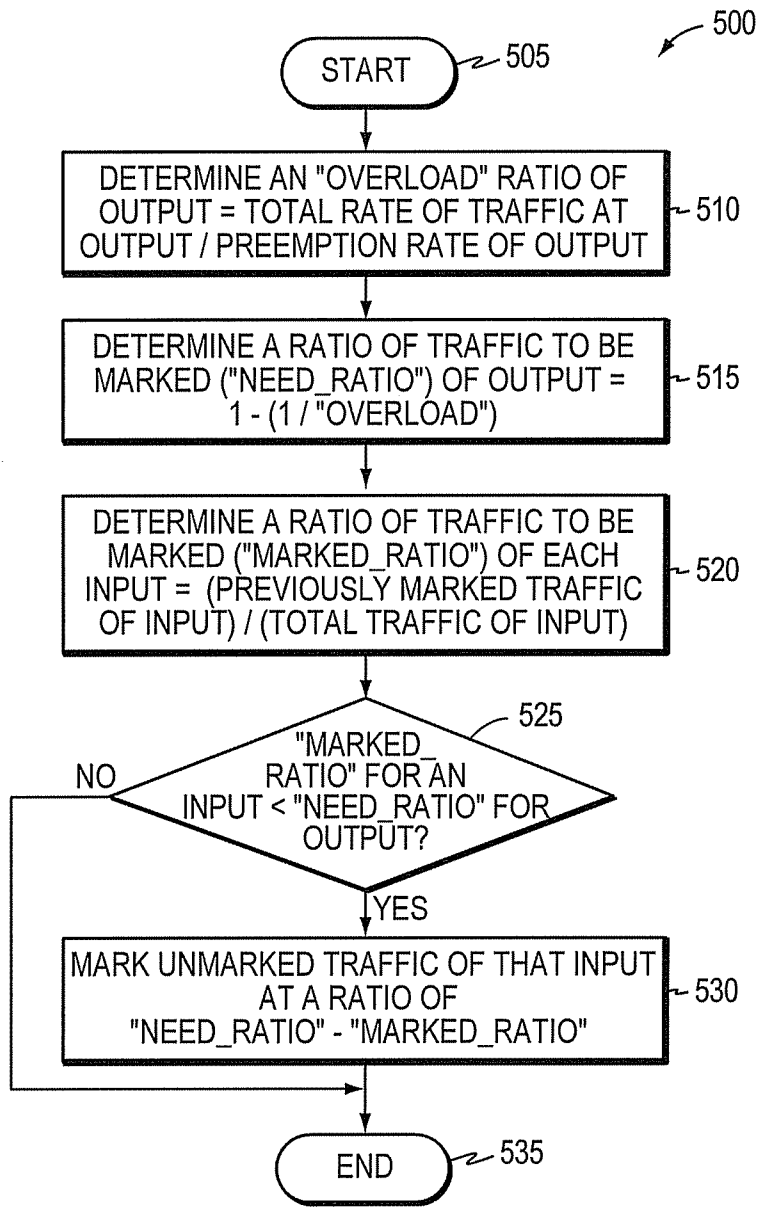 500
START
505
DETERMINE AN "OVERLOAD" RATIO OF
OUTPUT = TOTAL RATE OF TRAFFIC AT
OUTPUT / PREEMPTION RATE OF OUTPUT
510
DETERMINE A RATIO OF TRAFFIC TO BE
MARKED ("NEED_RATIO") OF OUTPUT =
1 - (1 / "OVERLOAD")
515
DETERMINE A RATIO OF TRAFFIC TO BE
MARKED ("MARKED_RATIO") OF EACH
INPUT = (PREVIOUSLY MARKED TRAFFIC
OF INPUT) / (TOTAL TRAFFIC OF INPUT)
520
525
"MARKED_
RATIO" FOR AN
INPUT < "NEED_RATIO" FOR
OUTPUT?
NO
YES
MARK UNMARKED TRAFFIC OF THAT INPUT
AT A RATIO OF
"NEED_RATIO" - "MARKED_RATIO"
530
END
535